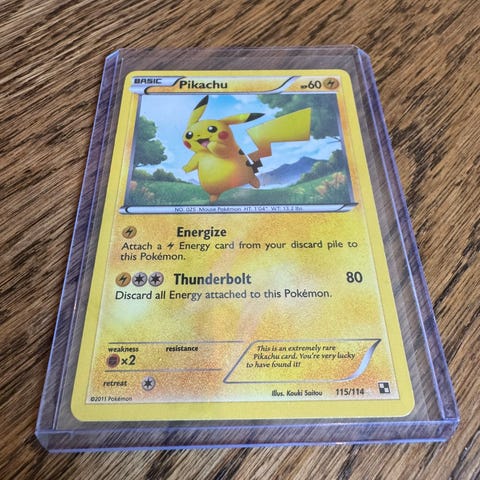 BASIC Pikachu HP60
NO. 025 Mouse Pokémon HT: 1'04" WT: 13.2 lbs.
Energize
Attach a Energy card from your discard pile to
this Pokémon.
Thunderbolt 80
Discard all Energy attached to this Pokémon.
weakness resistance
×2
retreat
This is an extremely rare
Pikachu card. You're very lucky
to have found it!
Illus. Kouki Saitou 115/114
©2011 Pokémon